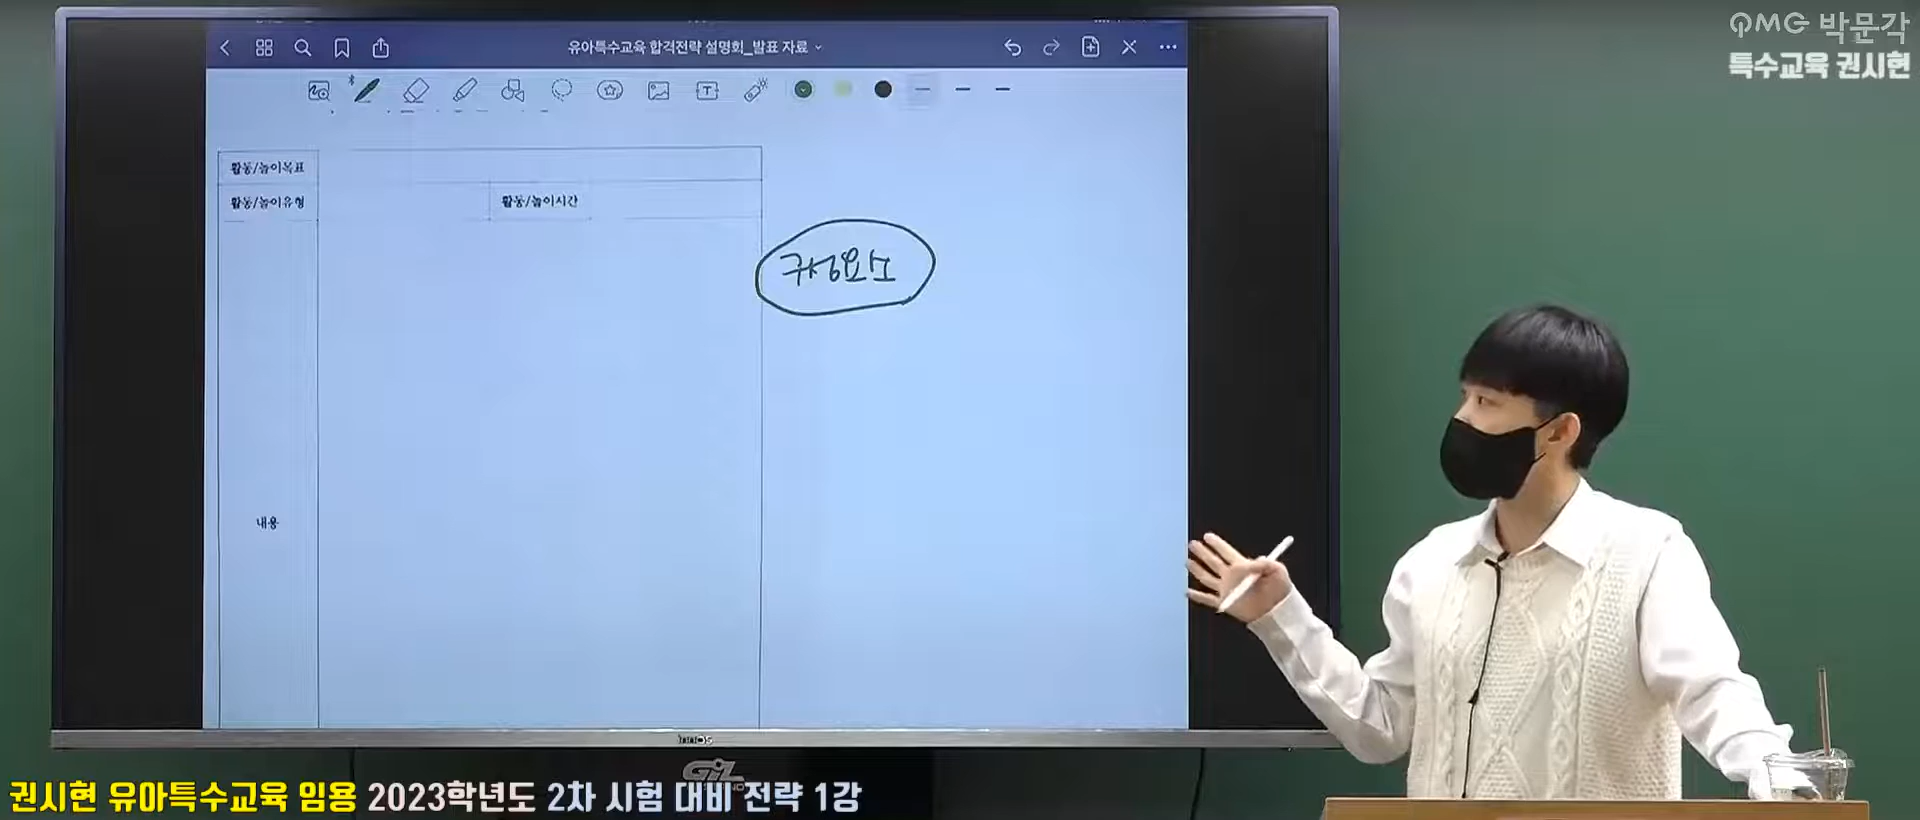 PMG 박문각
특수교육 권시현
유아특수교육 합격전략 설명회_발표 자료
활동/놀이목표
활동/놀이유형
활동/놀이시간
구성요소
내용
권시현 유아특수교육 임용 2023학년도 2차 시험 대비 전략 1강